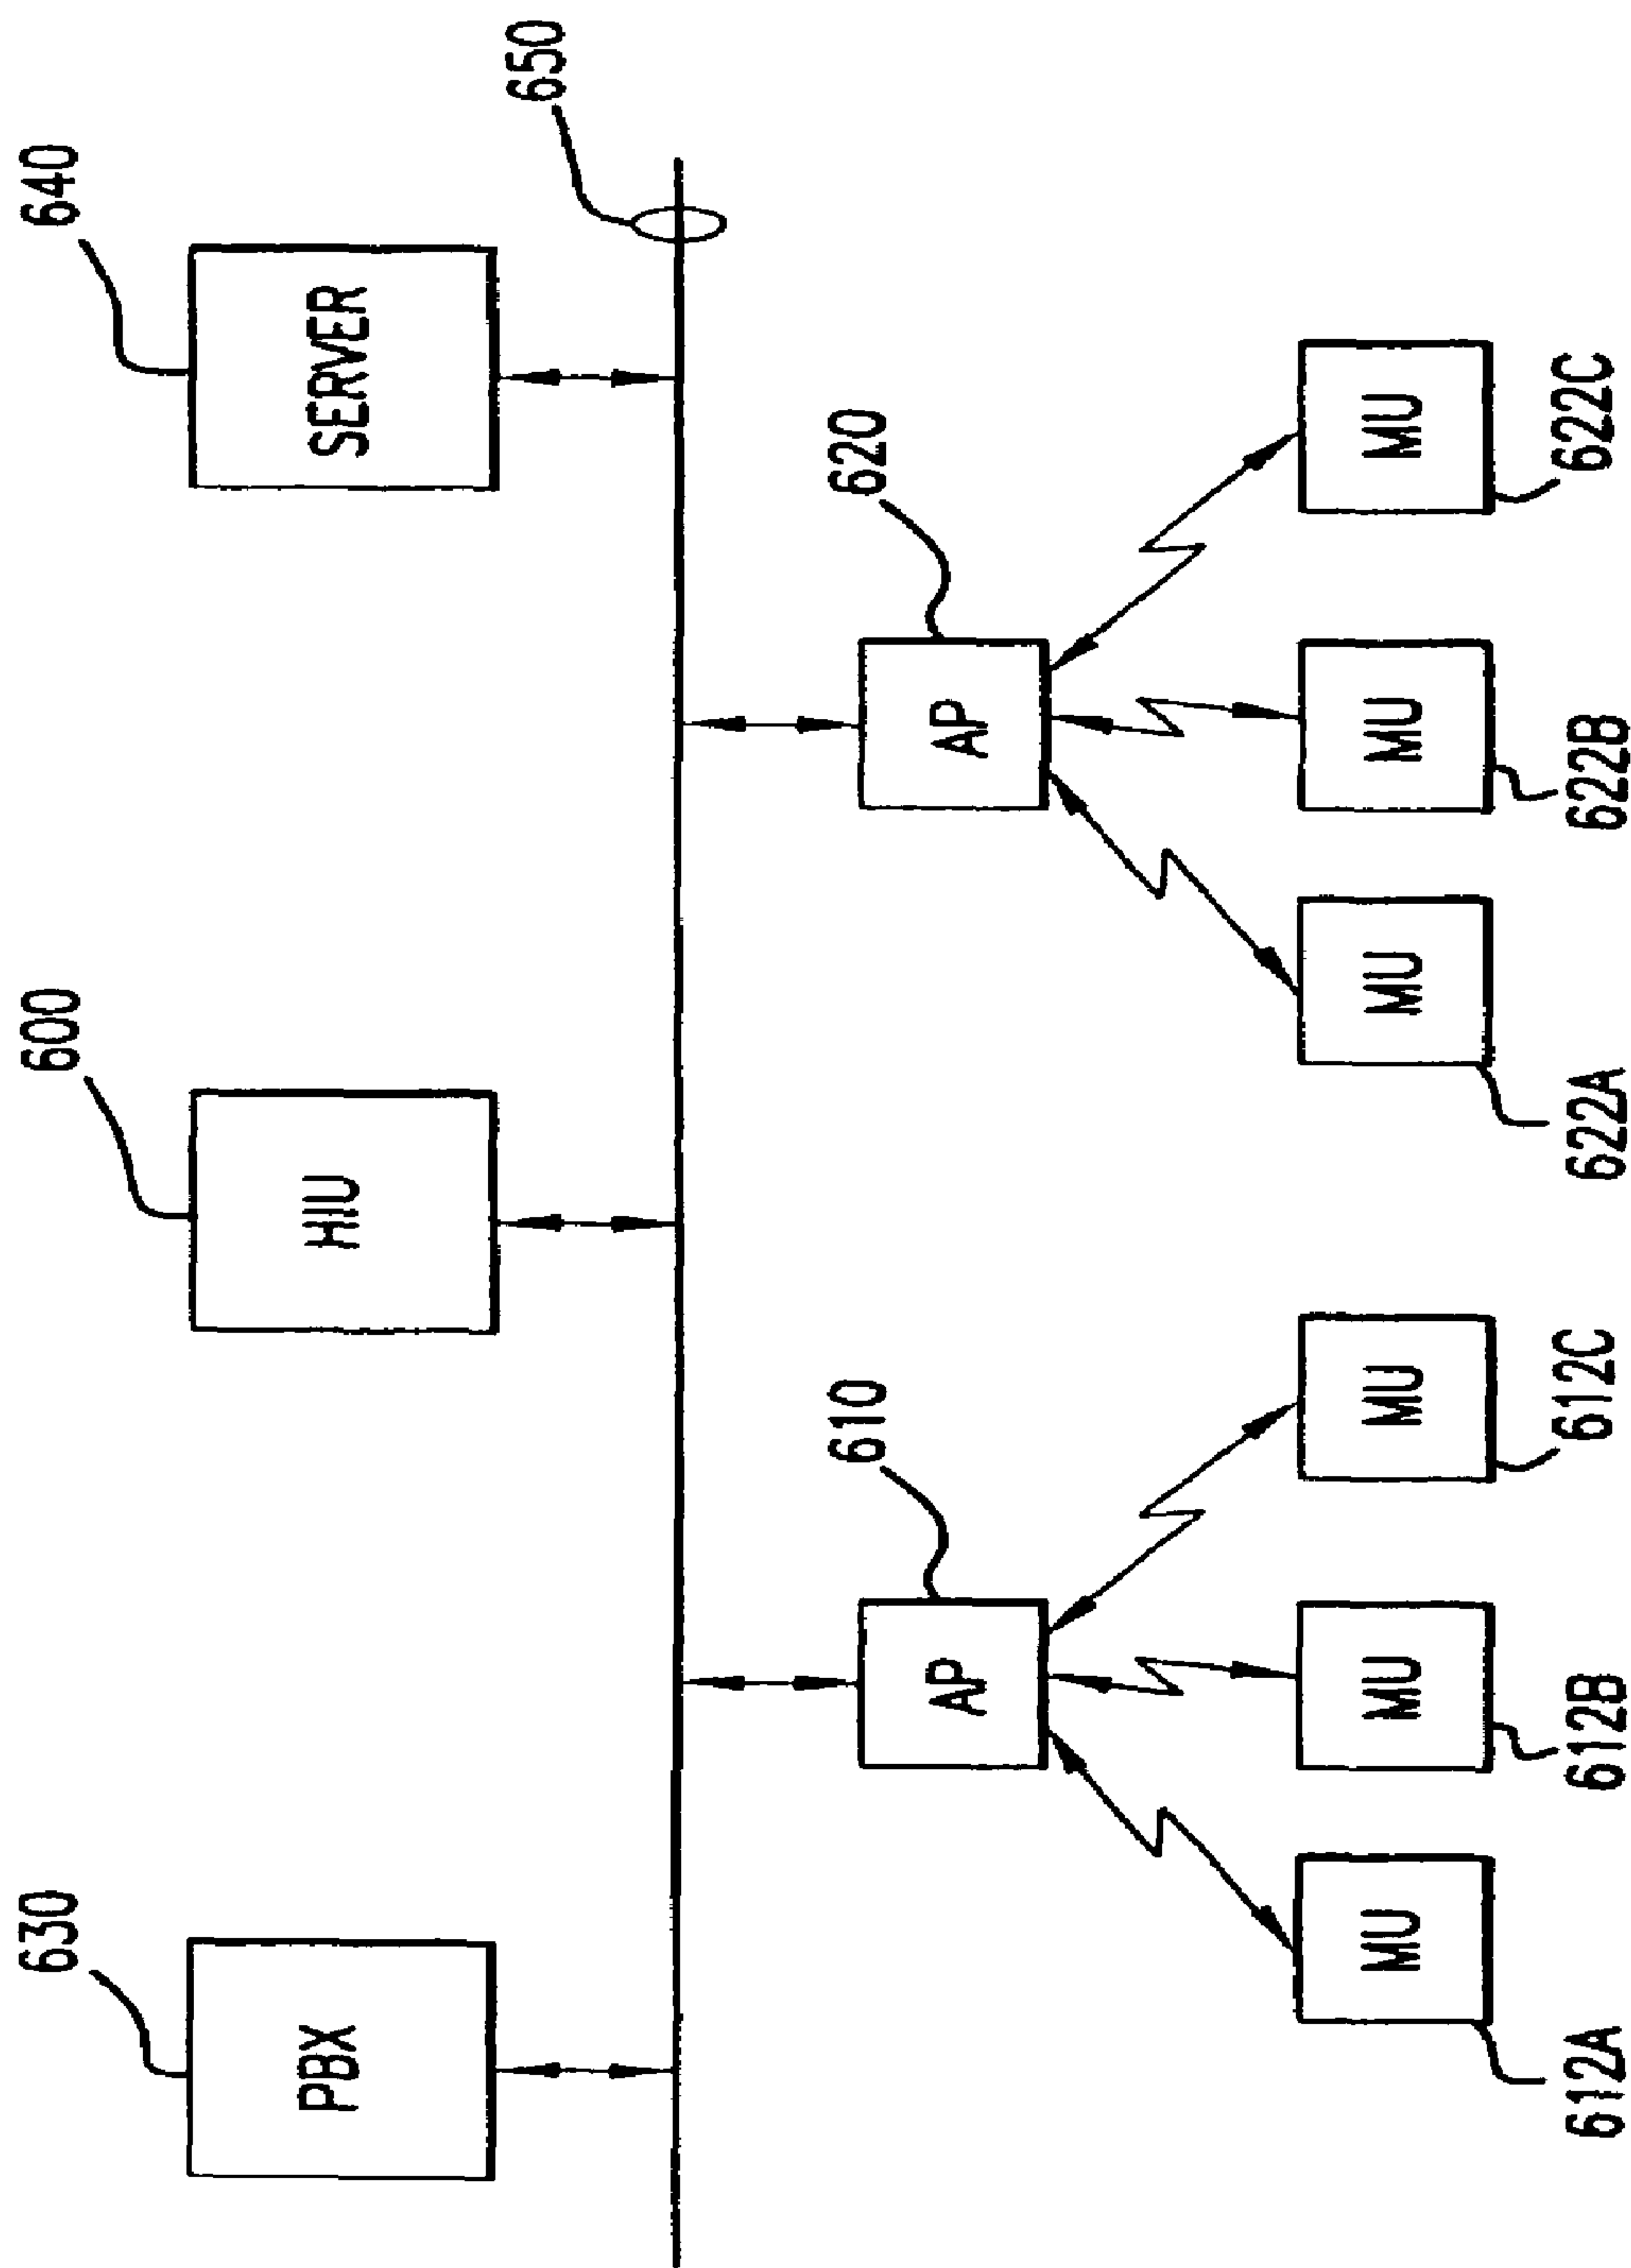 630
600
640
PBX
HIU
SERVER
650
610
620
AP
AP
MU
MU
MU
MU
MU
MU
612A
612B
612C
622A
622B
622C